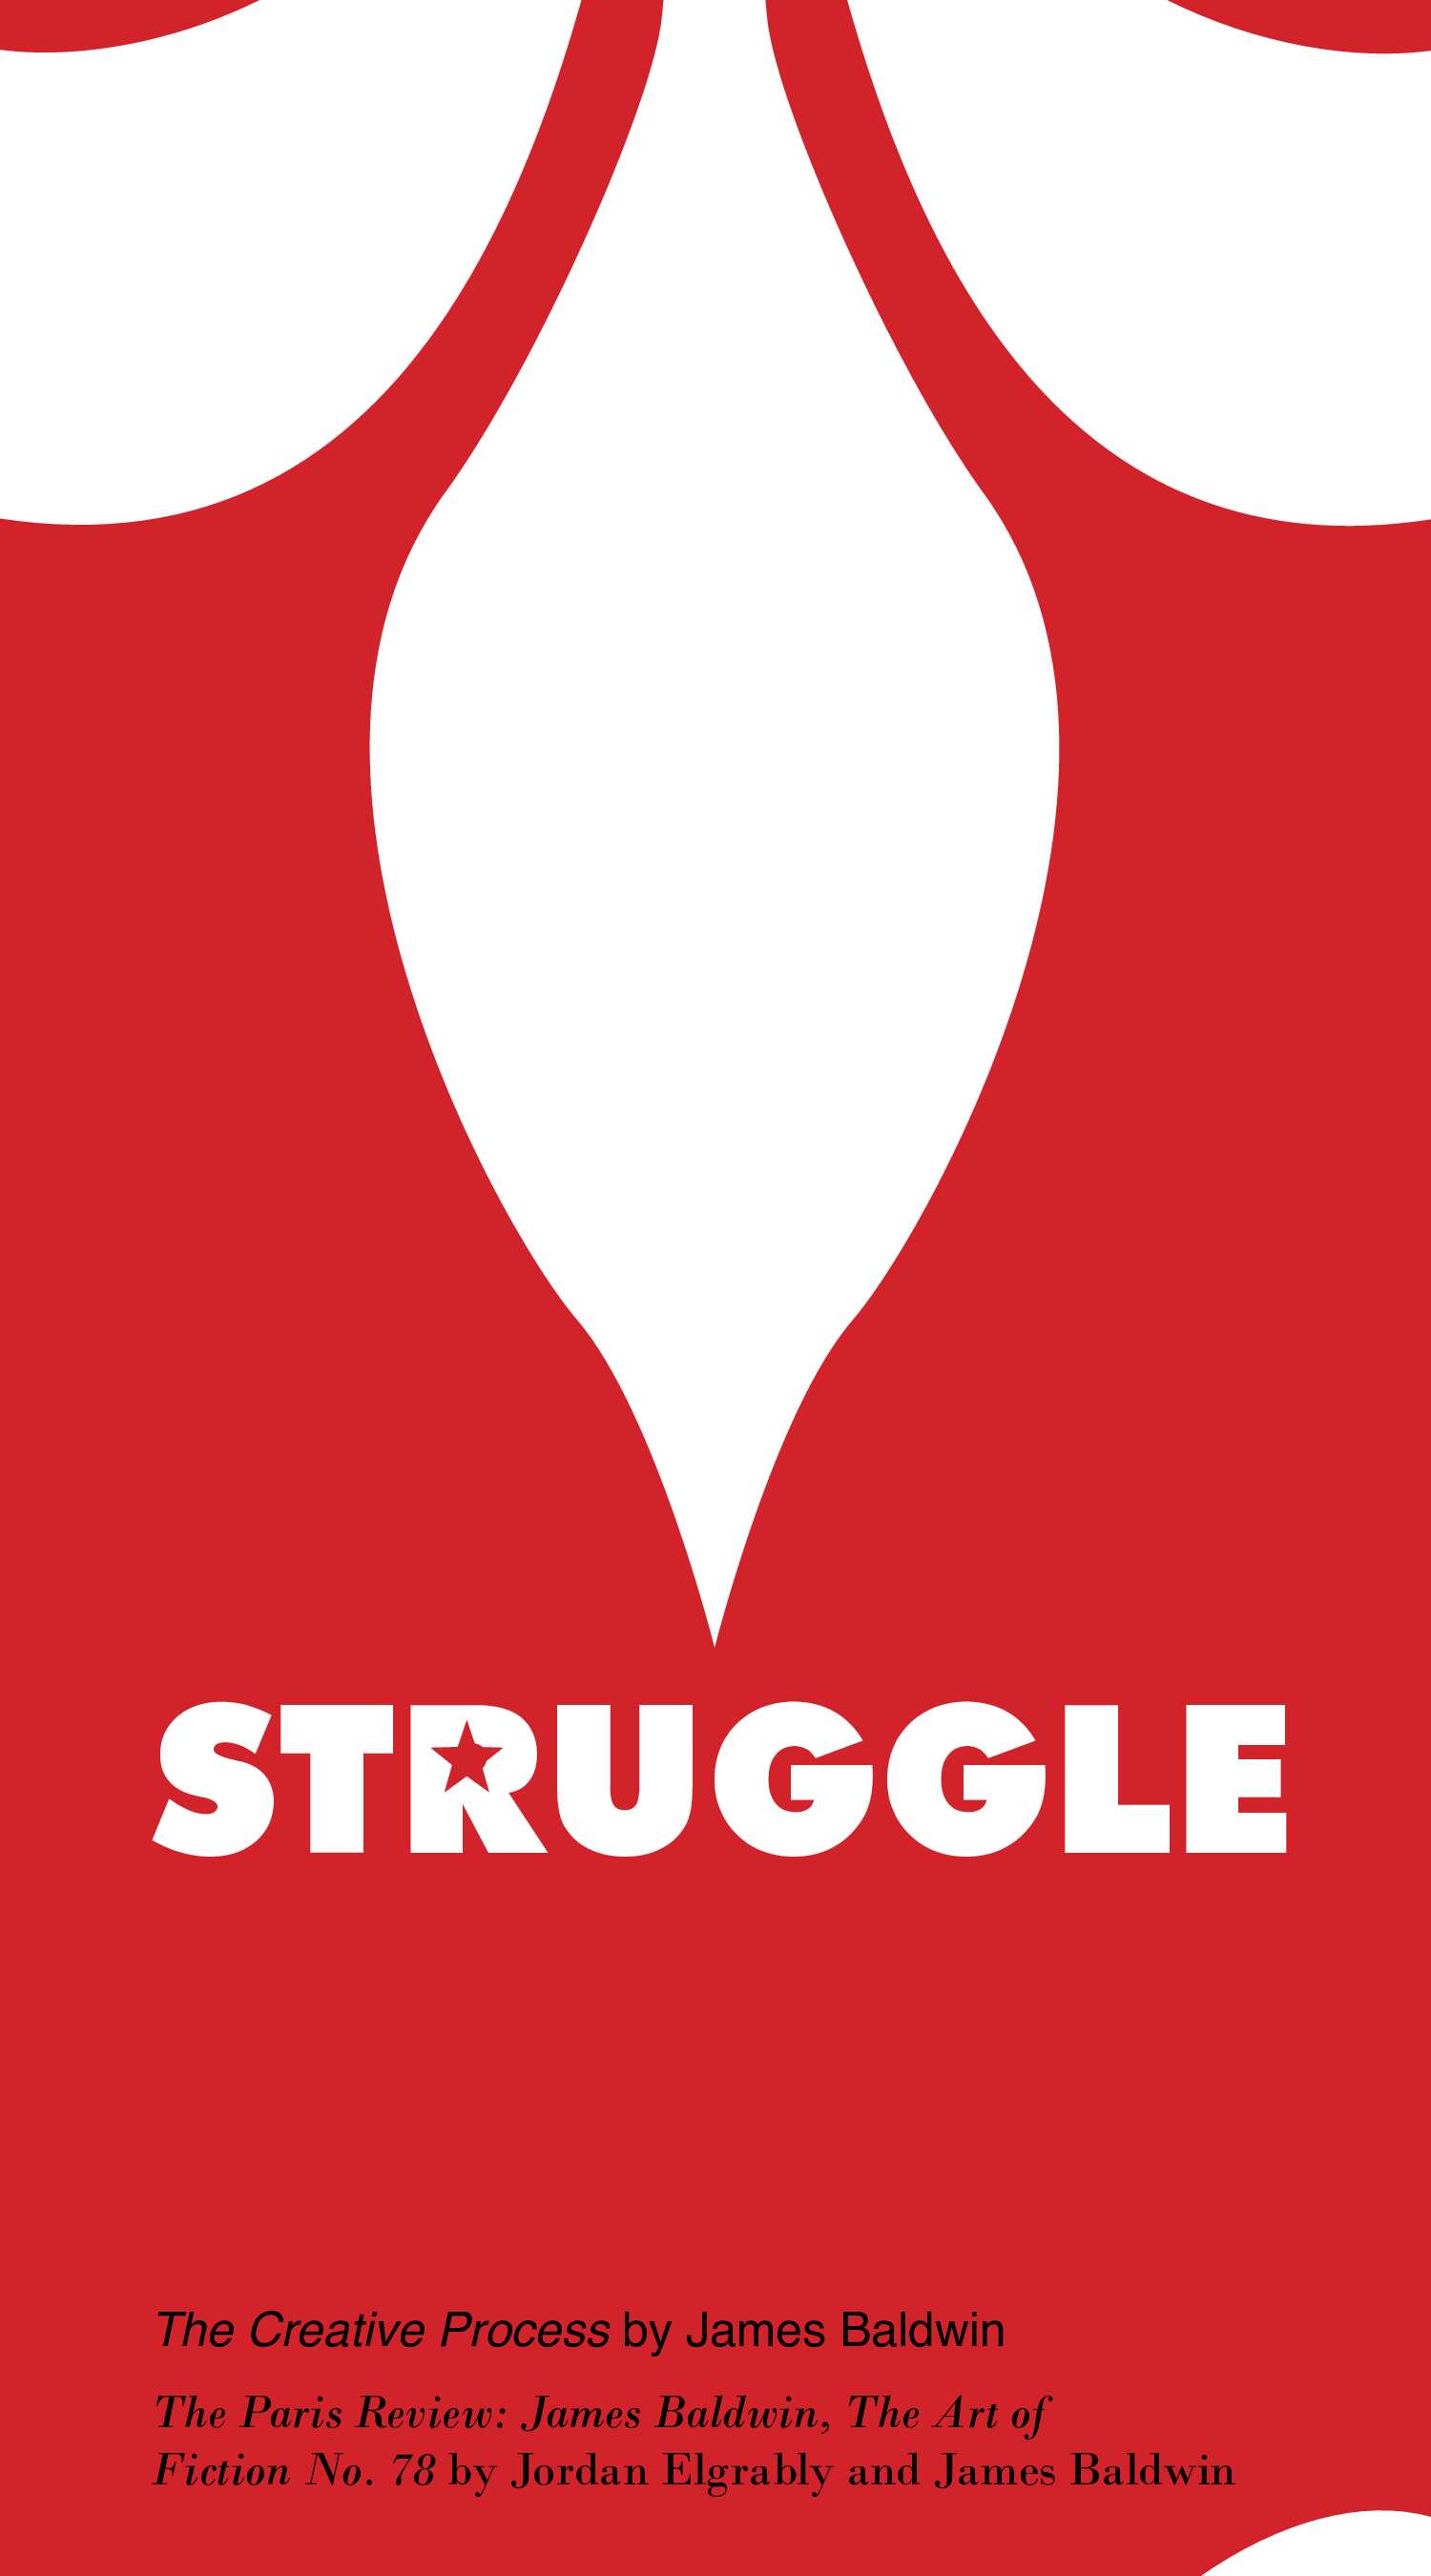 STRUGGLE
The Creative Process by James Baldwin
The Paris Review: James Baldwin, The Art of
Fiction No. 78 by Jordan Elgrably and James Baldwin